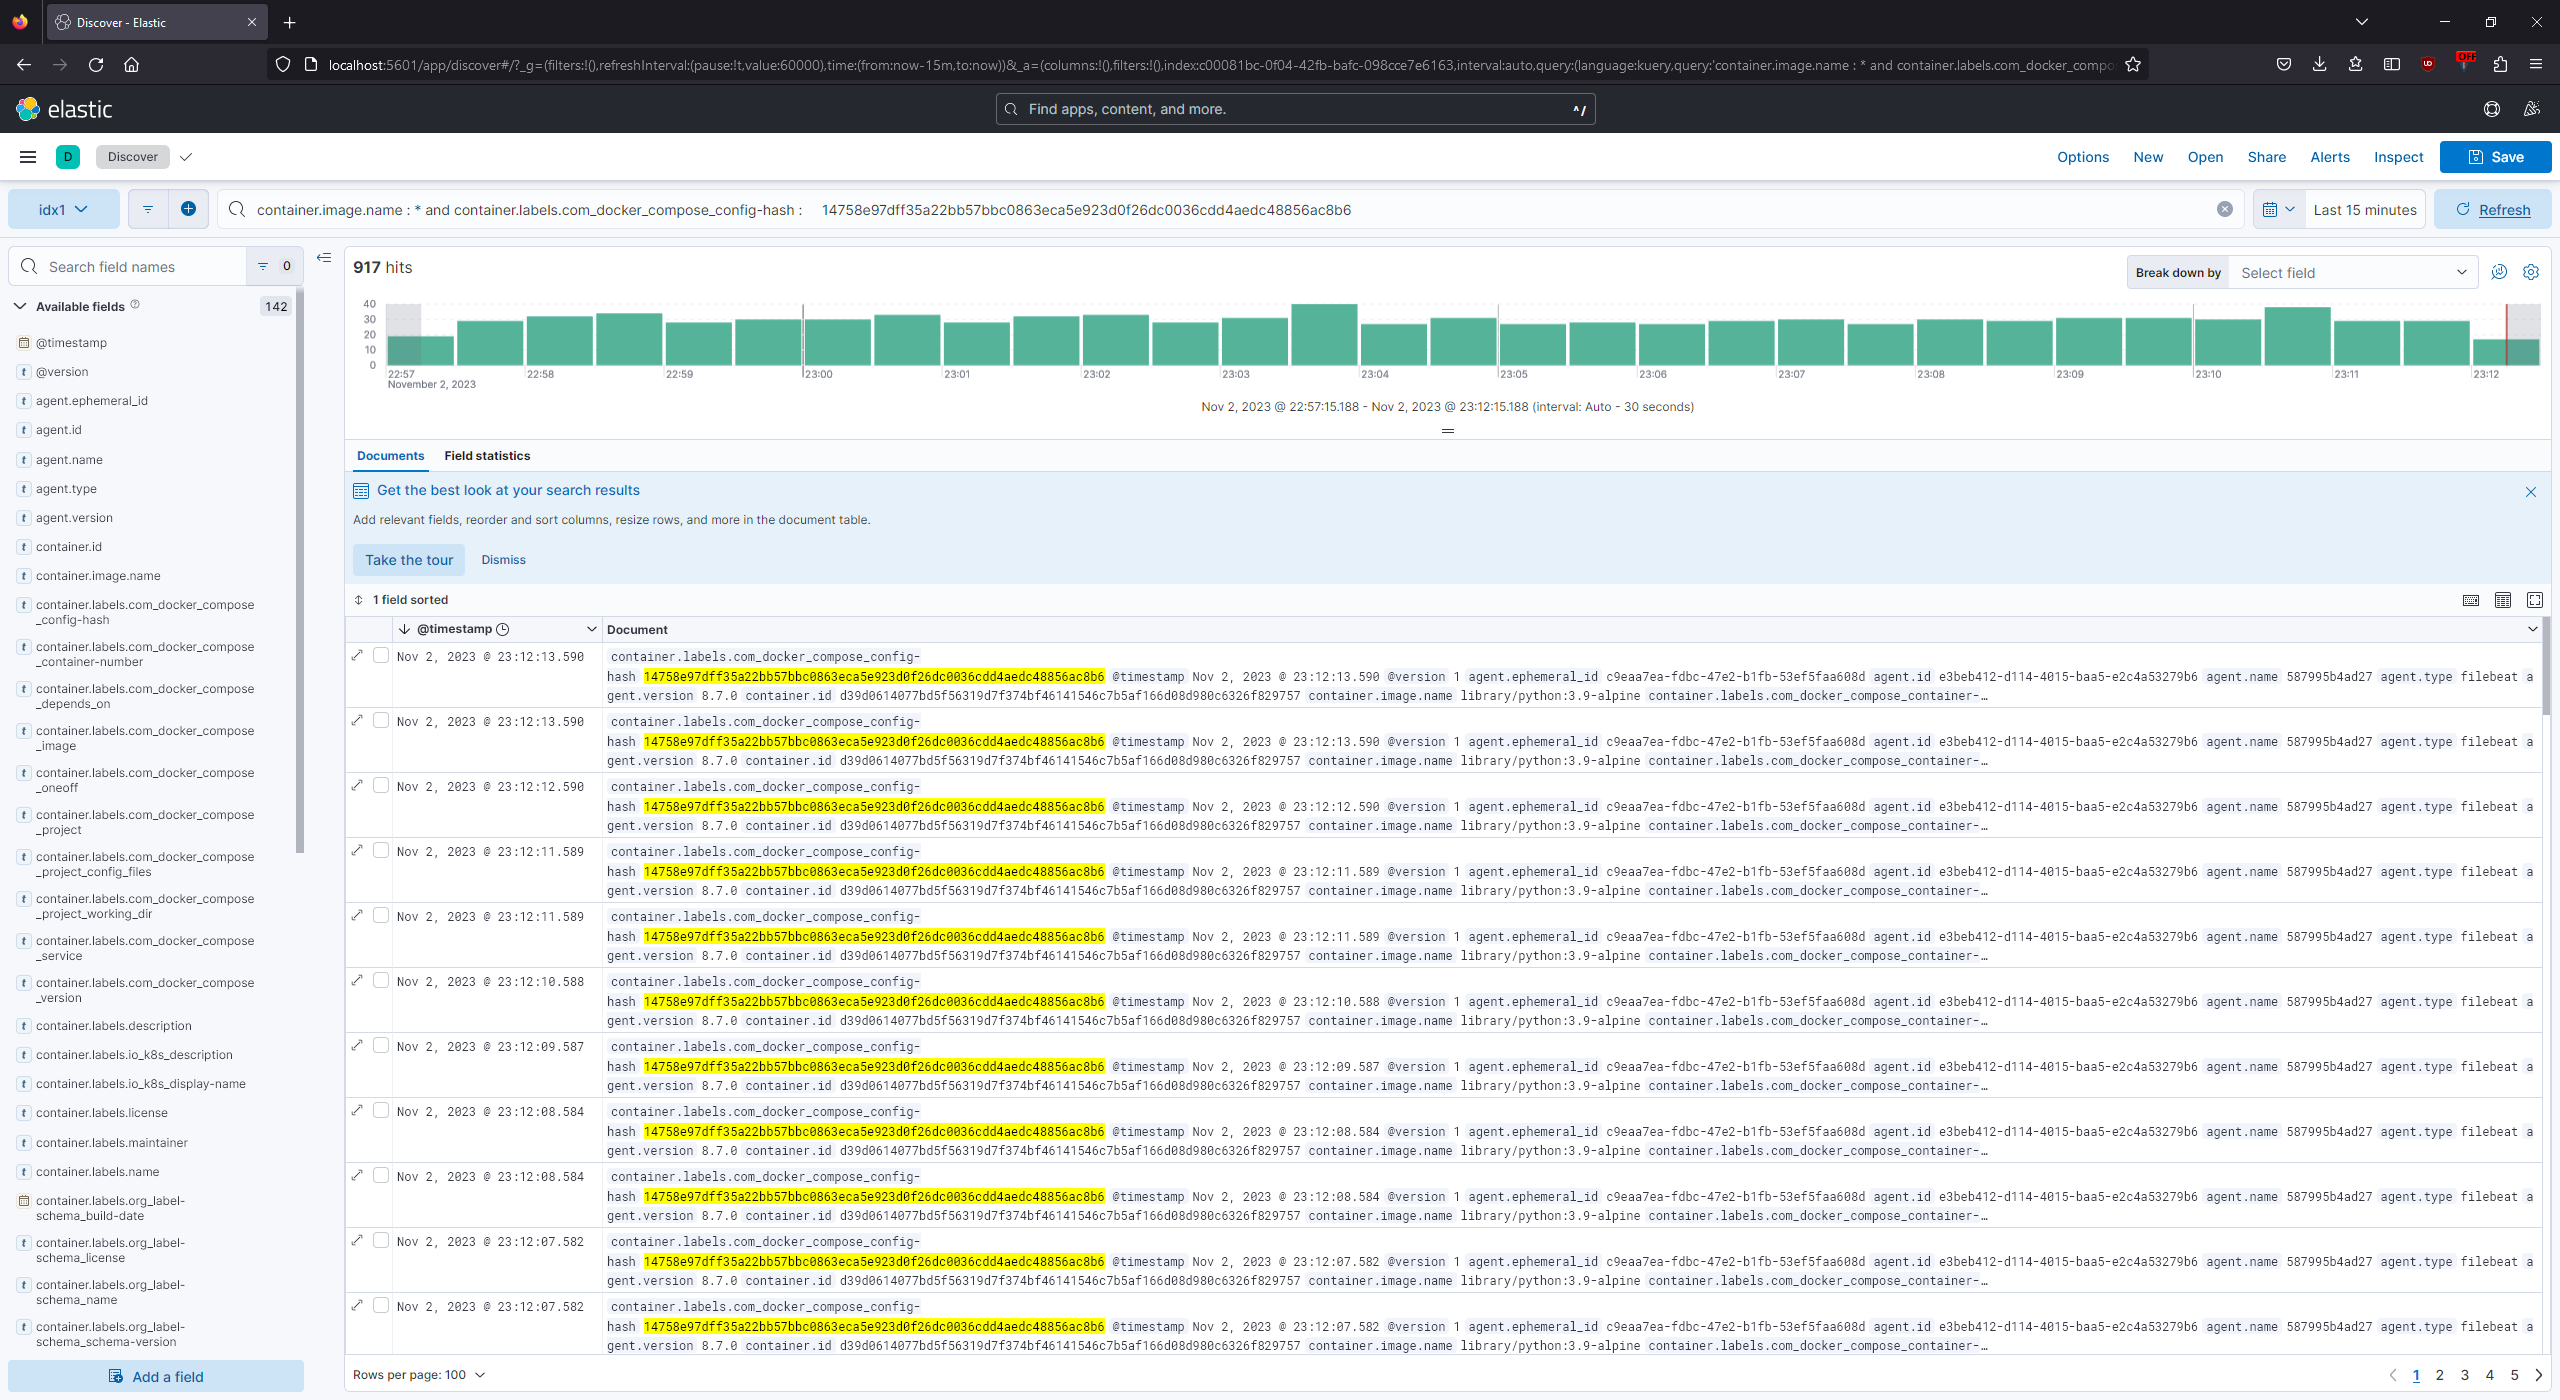 Discover - Elastic
localhost:5601/app/discover#/?_g=(filters:!(),refreshInterval:(pause:!t,value:60000),time:(from:now-15m,to:now))&_a=(columns:!(),filters:!(),index:c00081bc-0f04-42fb-bafc-098cce7e6163,interval:auto,query:(language:kuery,query:'container.image.name : * and container.labels.com_docker_compo
OFF
elastic
Find apps, content, and more.
^/
D Discover
Options New Open Share Alerts Inspect Save
idx1
container.image.name : * and container.labels.com_docker_compose_config-hash : 14758e97dff35a22bb57bbc0863eca5e923d0f26dc0036cdd4aedc48856ac8b6
Last 15 minutes
Refresh
Search field names
0
Available fields
142
@timestamp
t @version
t agent.ephemeral_id
t agent.id
t agent.name
t agent.type
t agent.version
t container.id
t container.image.name
t container.labels.com_docker_compose
_config-hash
t container.labels.com_docker_compose
_container-number
t container.labels.com_docker_compose
_depends_on
t container.labels.com_docker_compose
_image
t container.labels.com_docker_compose
_oneoff
t container.labels.com_docker_compose
_project
t container.labels.com_docker_compose
_project_config_files
t container.labels.com_docker_compose
_project_working_dir
t container.labels.com_docker_compose
_service
t container.labels.com_docker_compose
_version
t container.labels.description
t container.labels.io_k8s_description
t container.labels.io_k8s_display-name
t container.labels.license
t container.labels.maintainer
t container.labels.name
container.labels.org_label-
schema_build-date
t container.labels.org_label-
schema_license
t container.labels.org_label-
schema_name
t container.labels.org_label-
schema_schema-version
Add a field
917 hits
Break down by Select field
40
30
20
10
0
22:57 22:58 22:59 23:00 23:01 23:02 23:03 23:04 23:05 23:06 23:07 23:08 23:09 23:10 23:11 23:12
November 2, 2023
Nov 2, 2023 @ 22:57:15.188 - Nov 2, 2023 @ 23:12:15.188 (interval: Auto - 30 seconds)
Documents Field statistics
Get the best look at your search results
Add relevant fields, reorder and sort columns, resize rows, and more in the document table.
Take the tour Dismiss
1 field sorted
@timestamp Document
Nov 2, 2023 @ 23:12:13.590 container.labels.com_docker_compose_config-
hash 14758e97dff35a22bb57bbc0863eca5e923d0f26dc0036cdd4aedc48856ac8b6 @timestamp Nov 2, 2023 @ 23:12:13.590 @version 1 agent.ephemeral_id c9eaa7ea-fdbc-47e2-b1fb-53ef5faa608d agent.id e3beb412-d114-4015-baa5-e2c4a53279b6 agent.name 587995b4ad27 agent.type filebeat a
gent.version 8.7.0 container.id d39d0614077bd5f56319d7f374bf46141546c7b5af166d08d980c6326f829757 container.image.name library/python:3.9-alpine container.labels.com_docker_compose_container-…
Nov 2, 2023 @ 23:12:13.590 container.labels.com_docker_compose_config-
hash 14758e97dff35a22bb57bbc0863eca5e923d0f26dc0036cdd4aedc48856ac8b6 @timestamp Nov 2, 2023 @ 23:12:13.590 @version 1 agent.ephemeral_id c9eaa7ea-fdbc-47e2-b1fb-53ef5faa608d agent.id e3beb412-d114-4015-baa5-e2c4a53279b6 agent.name 587995b4ad27 agent.type filebeat a
gent.version 8.7.0 container.id d39d0614077bd5f56319d7f374bf46141546c7b5af166d08d980c6326f829757 container.image.name library/python:3.9-alpine container.labels.com_docker_compose_container-…
Nov 2, 2023 @ 23:12:12.590 container.labels.com_docker_compose_config-
hash 14758e97dff35a22bb57bbc0863eca5e923d0f26dc0036cdd4aedc48856ac8b6 @timestamp Nov 2, 2023 @ 23:12:12.590 @version 1 agent.ephemeral_id c9eaa7ea-fdbc-47e2-b1fb-53ef5faa608d agent.id e3beb412-d114-4015-baa5-e2c4a53279b6 agent.name 587995b4ad27 agent.type filebeat a
gent.version 8.7.0 container.id d39d0614077bd5f56319d7f374bf46141546c7b5af166d08d980c6326f829757 container.image.name library/python:3.9-alpine container.labels.com_docker_compose_container-…
Nov 2, 2023 @ 23:12:11.589 container.labels.com_docker_compose_config-
hash 14758e97dff35a22bb57bbc0863eca5e923d0f26dc0036cdd4aedc48856ac8b6 @timestamp Nov 2, 2023 @ 23:12:11.589 @version 1 agent.ephemeral_id c9eaa7ea-fdbc-47e2-b1fb-53ef5faa608d agent.id e3beb412-d114-4015-baa5-e2c4a53279b6 agent.name 587995b4ad27 agent.type filebeat a
gent.version 8.7.0 container.id d39d0614077bd5f56319d7f374bf46141546c7b5af166d08d980c6326f829757 container.image.name library/python:3.9-alpine container.labels.com_docker_compose_container-…
Nov 2, 2023 @ 23:12:11.589 container.labels.com_docker_compose_config-
hash 14758e97dff35a22bb57bbc0863eca5e923d0f26dc0036cdd4aedc48856ac8b6 @timestamp Nov 2, 2023 @ 23:12:11.589 @version 1 agent.ephemeral_id c9eaa7ea-fdbc-47e2-b1fb-53ef5faa608d agent.id e3beb412-d114-4015-baa5-e2c4a53279b6 agent.name 587995b4ad27 agent.type filebeat a
gent.version 8.7.0 container.id d39d0614077bd5f56319d7f374bf46141546c7b5af166d08d980c6326f829757 container.image.name library/python:3.9-alpine container.labels.com_docker_compose_container-…
Nov 2, 2023 @ 23:12:10.588 container.labels.com_docker_compose_config-
hash 14758e97dff35a22bb57bbc0863eca5e923d0f26dc0036cdd4aedc48856ac8b6 @timestamp Nov 2, 2023 @ 23:12:10.588 @version 1 agent.ephemeral_id c9eaa7ea-fdbc-47e2-b1fb-53ef5faa608d agent.id e3beb412-d114-4015-baa5-e2c4a53279b6 agent.name 587995b4ad27 agent.type filebeat a
gent.version 8.7.0 container.id d39d0614077bd5f56319d7f374bf46141546c7b5af166d08d980c6326f829757 container.image.name library/python:3.9-alpine container.labels.com_docker_compose_container-…
Nov 2, 2023 @ 23:12:09.587 container.labels.com_docker_compose_config-
hash 14758e97dff35a22bb57bbc0863eca5e923d0f26dc0036cdd4aedc48856ac8b6 @timestamp Nov 2, 2023 @ 23:12:09.587 @version 1 agent.ephemeral_id c9eaa7ea-fdbc-47e2-b1fb-53ef5faa608d agent.id e3beb412-d114-4015-baa5-e2c4a53279b6 agent.name 587995b4ad27 agent.type filebeat a
gent.version 8.7.0 container.id d39d0614077bd5f56319d7f374bf46141546c7b5af166d08d980c6326f829757 container.image.name library/python:3.9-alpine container.labels.com_docker_compose_container-…
Nov 2, 2023 @ 23:12:08.584 container.labels.com_docker_compose_config-
hash 14758e97dff35a22bb57bbc0863eca5e923d0f26dc0036cdd4aedc48856ac8b6 @timestamp Nov 2, 2023 @ 23:12:08.584 @version 1 agent.ephemeral_id c9eaa7ea-fdbc-47e2-b1fb-53ef5faa608d agent.id e3beb412-d114-4015-baa5-e2c4a53279b6 agent.name 587995b4ad27 agent.type filebeat a
gent.version 8.7.0 container.id d39d0614077bd5f56319d7f374bf46141546c7b5af166d08d980c6326f829757 container.image.name library/python:3.9-alpine container.labels.com_docker_compose_container-…
Nov 2, 2023 @ 23:12:08.584 container.labels.com_docker_compose_config-
hash 14758e97dff35a22bb57bbc0863eca5e923d0f26dc0036cdd4aedc48856ac8b6 @timestamp Nov 2, 2023 @ 23:12:08.584 @version 1 agent.ephemeral_id c9eaa7ea-fdbc-47e2-b1fb-53ef5faa608d agent.id e3beb412-d114-4015-baa5-e2c4a53279b6 agent.name 587995b4ad27 agent.type filebeat a
gent.version 8.7.0 container.id d39d0614077bd5f56319d7f374bf46141546c7b5af166d08d980c6326f829757 container.image.name library/python:3.9-alpine container.labels.com_docker_compose_container-…
Nov 2, 2023 @ 23:12:07.582 container.labels.com_docker_compose_config-
hash 14758e97dff35a22bb57bbc0863eca5e923d0f26dc0036cdd4aedc48856ac8b6 @timestamp Nov 2, 2023 @ 23:12:07.582 @version 1 agent.ephemeral_id c9eaa7ea-fdbc-47e2-b1fb-53ef5faa608d agent.id e3beb412-d114-4015-baa5-e2c4a53279b6 agent.name 587995b4ad27 agent.type filebeat a
gent.version 8.7.0 container.id d39d0614077bd5f56319d7f374bf46141546c7b5af166d08d980c6326f829757 container.image.name library/python:3.9-alpine container.labels.com_docker_compose_container-…
Nov 2, 2023 @ 23:12:07.582 container.labels.com_docker_compose_config-
hash 14758e97dff35a22bb57bbc0863eca5e923d0f26dc0036cdd4aedc48856ac8b6 @timestamp Nov 2, 2023 @ 23:12:07.582 @version 1 agent.ephemeral_id c9eaa7ea-fdbc-47e2-b1fb-53ef5faa608d agent.id e3beb412-d114-4015-baa5-e2c4a53279b6 agent.name 587995b4ad27 agent.type filebeat a
gent.version 8.7.0 container.id d39d0614077bd5f56319d7f374bf46141546c7b5af166d08d980c6326f829757 container.image.name library/python:3.9-alpine container.labels.com_docker_compose_container-…
Rows per page: 100
1 2 3 4 5